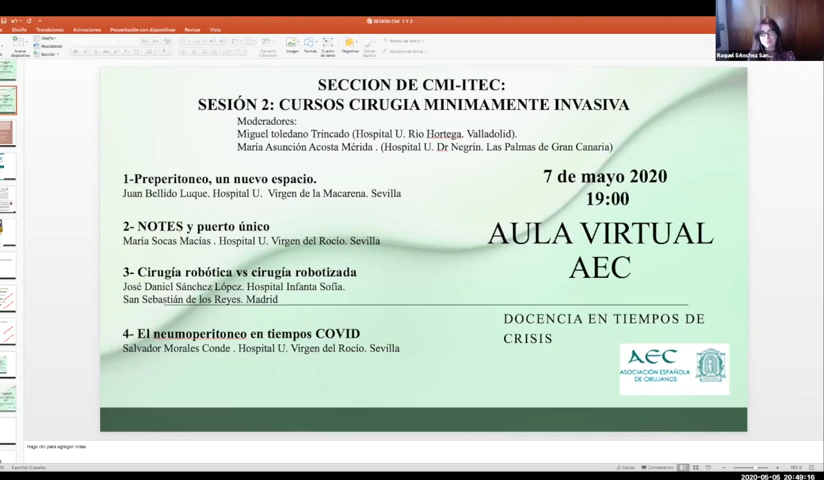 SESIÓN CMI 1 Y 2
Diseño Transiciones Animaciones Presentación con diapositivas Revisar Vista
Raquel SAnchez San...
SECCION DE CMI-ITEC:
SESIÓN 2: CURSOS CIRUGIA MINIMAMENTE INVASIVA
Moderadores:
Miguel toledano Trincado (Hospital U. Rio Hortega. Valladolid).
María Asunción Acosta Mérida . (Hospital U. Dr Negrín. Las Palmas de Gran Canaria)
1-Preperitoneo, un nuevo espacio.
Juan Bellido Luque. Hospital U. Virgen de la Macarena. Sevilla
2- NOTES y puerto único
María Socas Macías . Hospital U. Virgen del Rocío. Sevilla
3- Cirugía robótica vs cirugía robotizada
José Daniel Sánchez López. Hospital Infanta Sofía.
San Sebastián de los Reyes. Madrid
4- El neumoperitoneo en tiempos COVID
Salvador Morales Conde . Hospital U. Virgen del Rocío. Sevilla
7 de mayo 2020
19:00
AULA VIRTUAL
AEC
DOCENCIA EN TIEMPOS DE
CRISIS
AEC
ASOCIACIÓN ESPAÑOLA
DE CIRUJANOS
Haga clic para agregar notas
Español (España)
Notas
Comentarios
2020-05-05 20:49:16